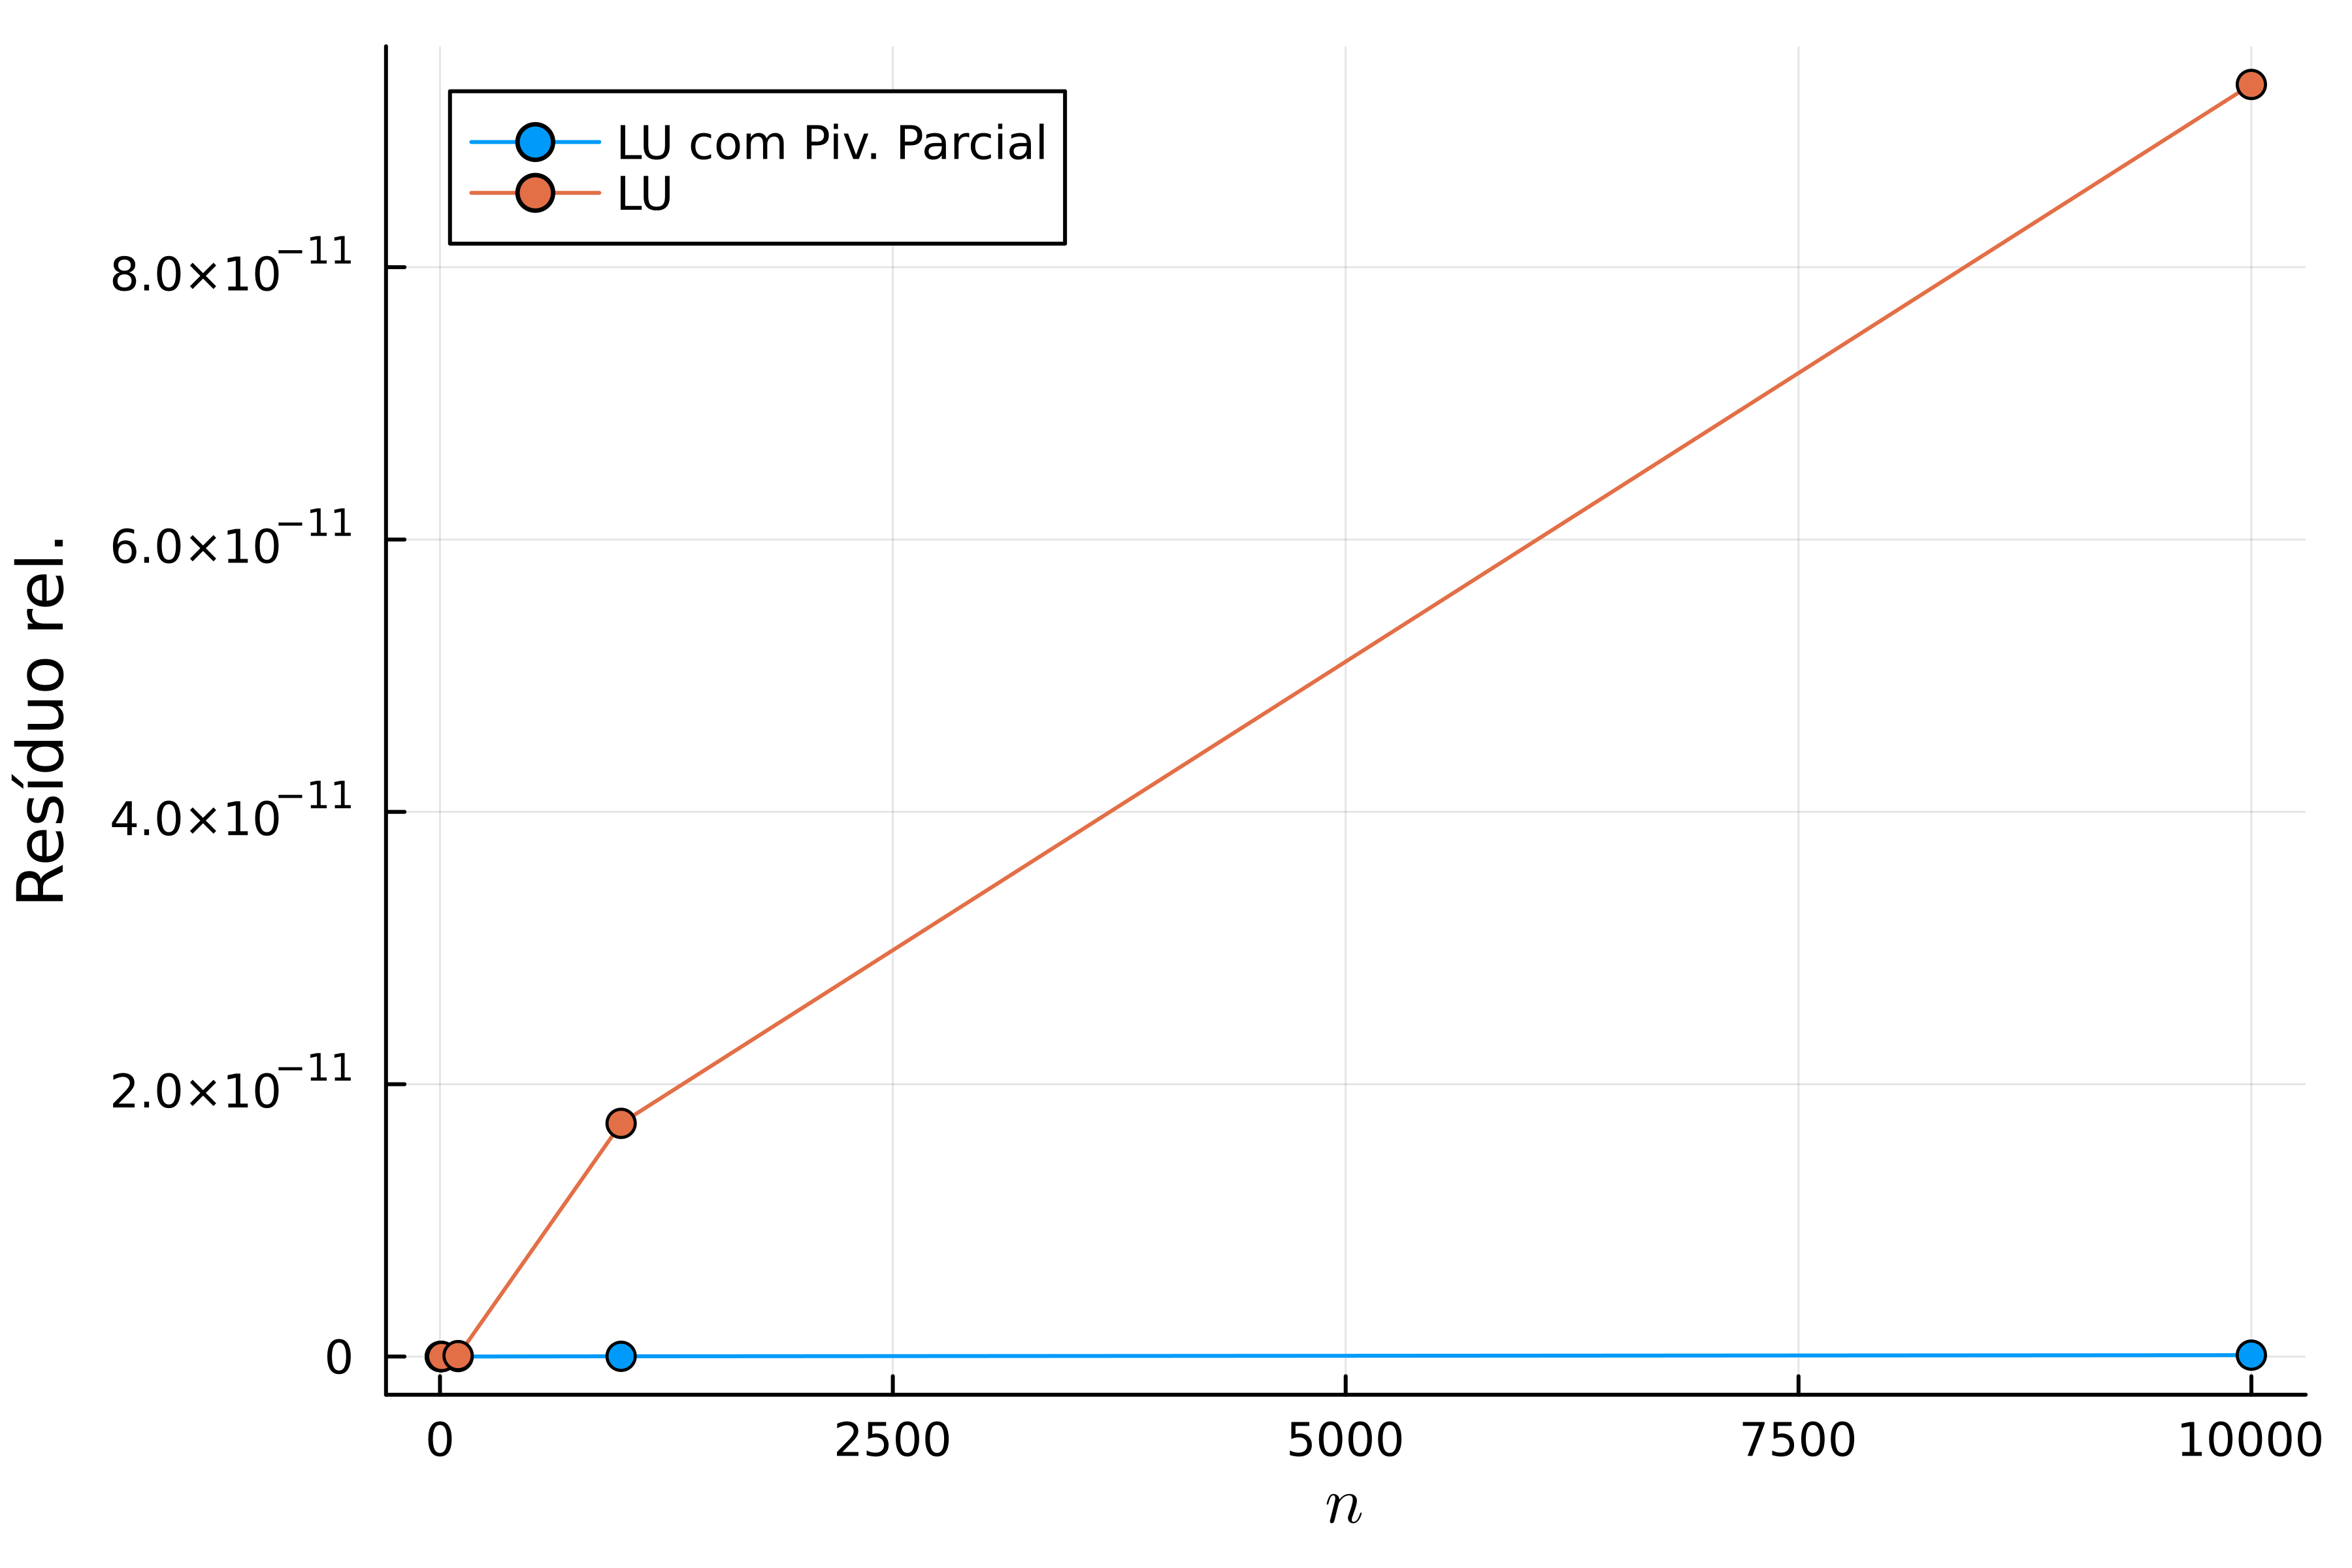 LU com Piv. Parcial
LU
Resíduo rel.
8.0×10⁻¹¹
6.0×10⁻¹¹
4.0×10⁻¹¹
2.0×10⁻¹¹
0
0 2500 5000 7500 10000
n